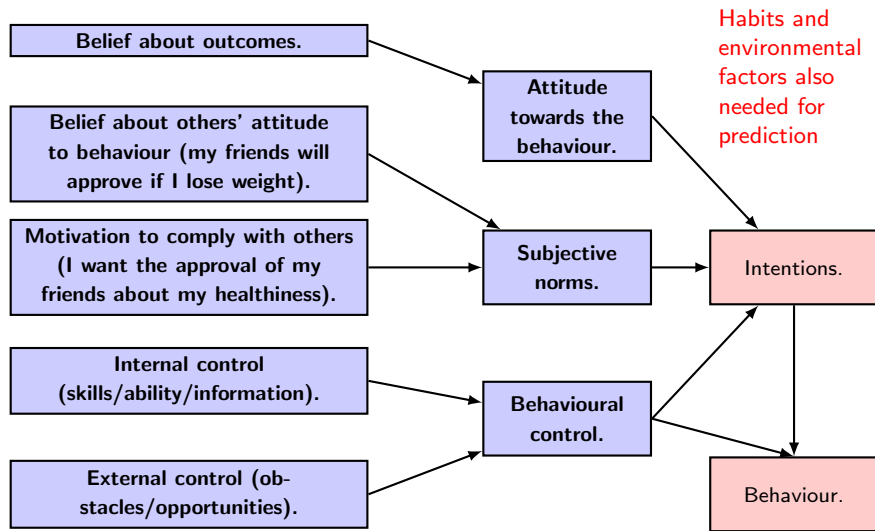 Belief about outcomes.
Belief about others' attitude
to behaviour (my friends will
approve if I lose weight).
Motivation to comply with others
(I want the approval of my
friends about my healthiness).
Internal control
(skills/ability/information).
External control (ob-
stacles/opportunities).
Attitude
towards the
behaviour.
Subjective
norms.
Behavioural
control.
Habits and
environmental
factors also
needed for
prediction
Intentions.
Behaviour.